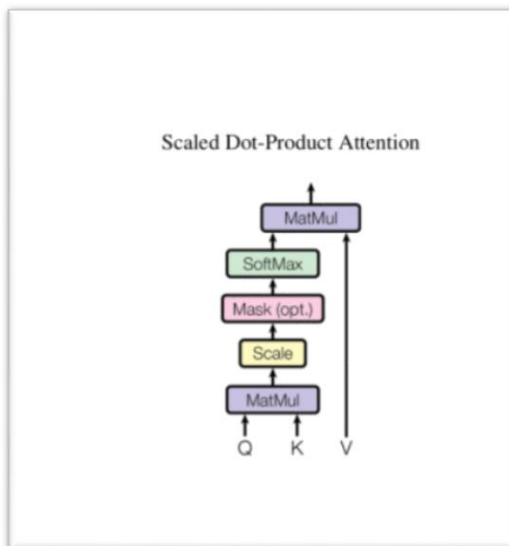 Scaled Dot-Product Attention
MatMul
SoftMax
Mask (opt.)
Scale
MatMul
Q K V